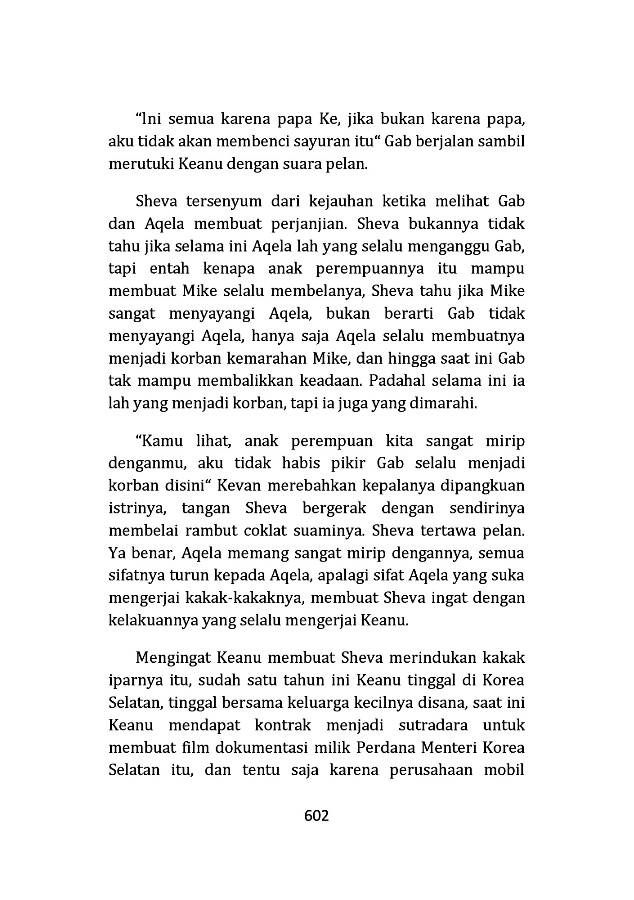 “Ini semua karena papa Ke, jika bukan karena papa,
aku tidak akan membenci sayuran itu“ Gab berjalan sambil
merutuki Keanu dengan suara pelan.
Sheva tersenyum dari kejauhan ketika melihat Gab
dan Aqela membuat perjanjian. Sheva bukannya tidak
tahu jika selama ini Aqela lah yang selalu menganggu Gab,
tapi entah kenapa anak perempuannya itu mampu
membuat Mike selalu membelanya, Sheva tahu jika Mike
sangat menyayangi Aqela, bukan berarti Gab tidak
menyayangi Aqela, hanya saja Aqela selalu membuatnya
menjadi korban kemarahan Mike, dan hingga saat ini Gab
tak mampu membalikkan keadaan. Padahal selama ini ia
lah yang menjadi korban, tapi ia juga yang dimarahi.
“Kamu lihat, anak perempuan kita sangat mirip
denganmu, aku tidak habis pikir Gab selalu menjadi
korban disini“ Kevan merebahkan kepalanya dipangkuan
istrinya, tangan Sheva bergerak dengan sendirinya
membelai rambut coklat suaminya. Sheva tertawa pelan.
Ya benar, Aqela memang sangat mirip dengannya, semua
sifatnya turun kepada Aqela, apalagi sifat Aqela yang suka
mengerjai kakak-kakaknya, membuat Sheva ingat dengan
kelakuannya yang selalu mengerjai Keanu.
Mengingat Keanu membuat Sheva merindukan kakak
iparnya itu, sudah satu tahun ini Keanu tinggal di Korea
Selatan, tinggal bersama keluarga kecilnya disana, saat ini
Keanu mendapat kontrak menjadi sutradara untuk
membuat film dokumentasi milik Perdana Menteri Korea
Selatan itu, dan tentu saja karena perusahaan mobil
602